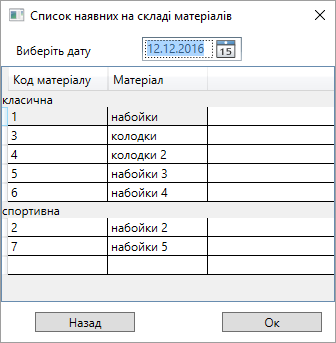 Список наявних на складі матеріалів
Виберіть дату 12.12.2016 15
Код матеріалу Матеріал
класична
1 набойки
3 колодки
4 колодки 2
5 набойки 3
6 набойки 4
спортивна
2 набойки 2
7 набойки 5
Назад Ок